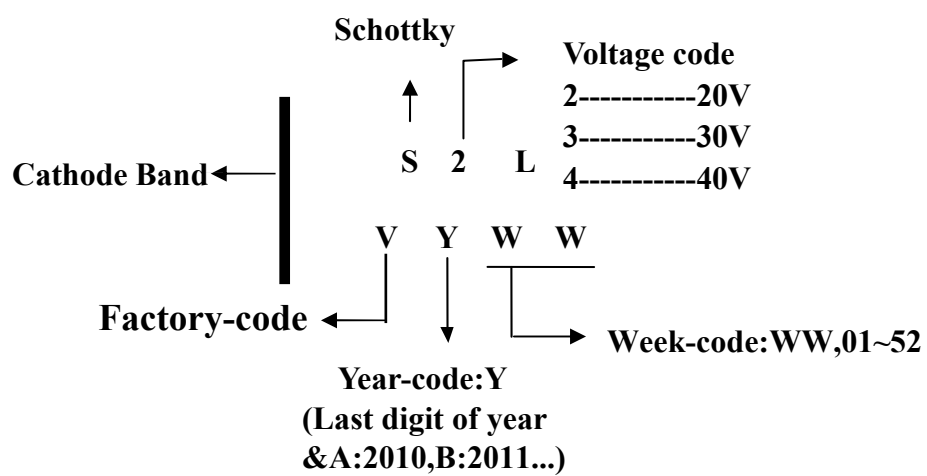 Schottky
Voltage code
2-----------20V
3-----------30V
4-----------40V
S 2 L
Cathode Band
V Y W W
Factory-code
Week-code:WW,01~52
Year-code:Y
(Last digit of year
&A:2010,B:2011...)